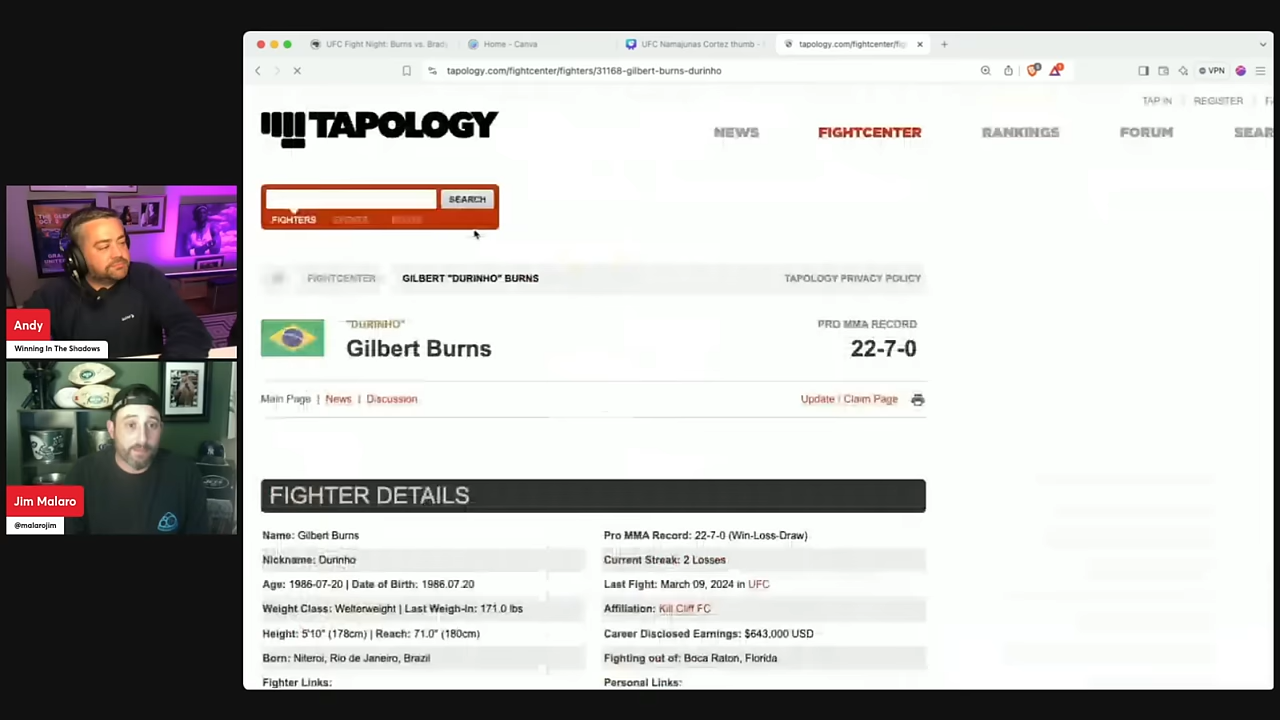 UFC Fight Night: Burns vs. Brady
Home - Canva
UFC Namajunas Cortez thumb -
tapology.com/fightcenter/fig
tapology.com/fightcenter/fighters/31168-gilbert-burns-durinho
VPN
TAP IN REGISTER
TAPOLOGY
NEWS FIGHTCENTER RANKINGS FORUM SEAR
SEARCH
FIGHTERS
FIGHTCENTER GILBERT "DURINHO" BURNS TAPOLOGY PRIVACY POLICY
"DURINHO" PRO MMA RECORD
Gilbert Burns 22-7-0
Main Page | News | Discussion Update | Claim Page
FIGHTER DETAILS
Name: Gilbert Burns Pro MMA Record: 22-7-0 (Win-Loss-Draw)
Nickname: Durinho Current Streak: 2 Losses
Age: 1986-07-20 | Date of Birth: 1986.07.20 Last Fight: March 09, 2024 in UFC
Weight Class: Welterweight | Last Weigh-In: 171.0 lbs Affiliation: Kill Cliff FC
Height: 5'10" (178cm) | Reach: 71.0" (180cm) Career Disclosed Earnings: $643,000 USD
Born: Niteroi, Rio de Janeiro, Brazil Fighting out of: Boca Raton, Florida
Fighter Links: Personal Links:
Andy
Winning In The Shadows
Jim Malaro
@malarojim